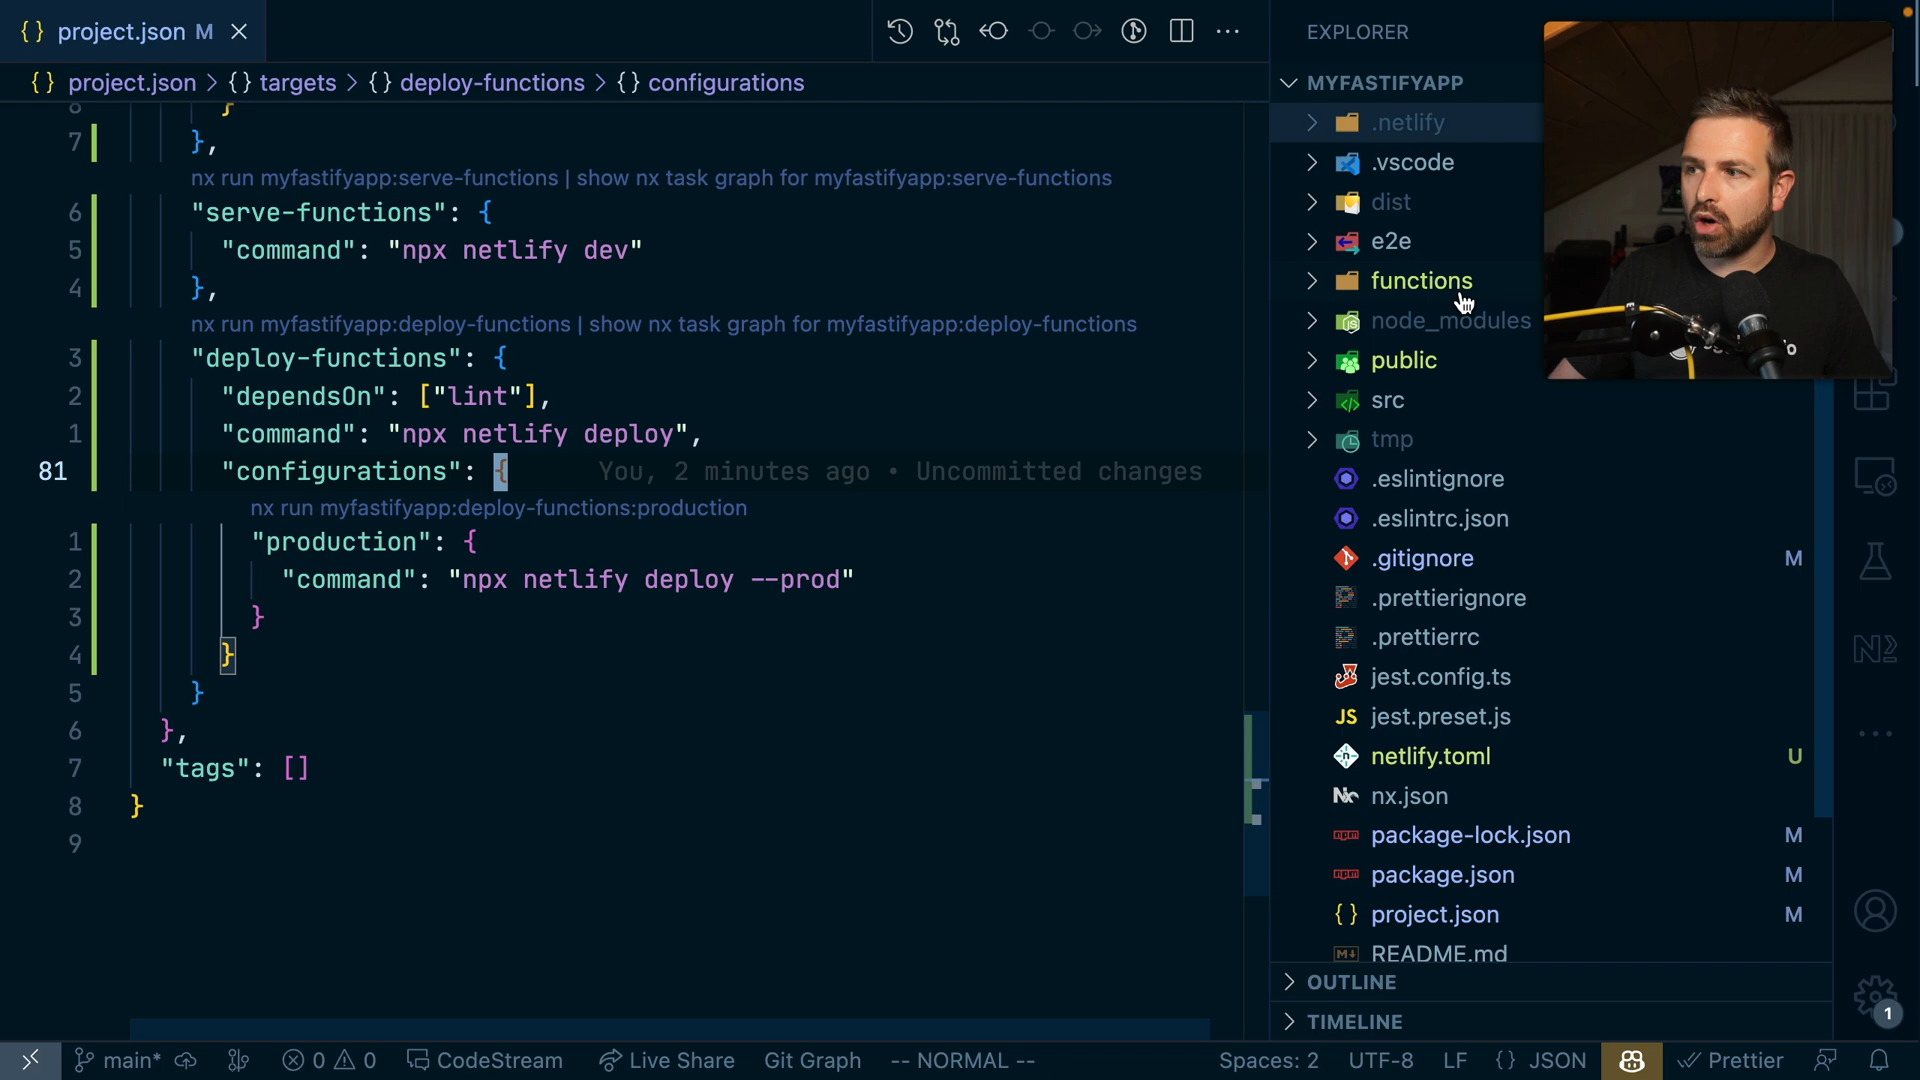 {} project.json M
{} project.json > {} targets > {} deploy-functions > {} configurations
8 }
7 },
nx run myfastifyapp:serve-functions | show nx task graph for myfastifyapp:serve-functions
6 "serve-functions": {
5 "command": "npx netlify dev"
4 },
nx run myfastifyapp:deploy-functions | show nx task graph for myfastifyapp:deploy-functions
3 "deploy-functions": {
2 "dependsOn": ["lint"],
1 "command": "npx netlify deploy",
81 "configurations": { You, 2 minutes ago • Uncommitted changes
nx run myfastifyapp:deploy-functions:production
1 "production": {
2 "command": "npx netlify deploy --prod"
3 }
4 }
5 }
6 },
7 "tags": []
8 }
9
EXPLORER
MYFASTIFYAPP
.netlify
.vscode
dist
e2e
functions
node_modules
public
src
tmp
.eslintignore
.eslintrc.json
.gitignore M
.prettierignore
.prettierrc
jest.config.ts
JS jest.preset.js
netlify.toml U
nx.json
package-lock.json M
package.json M
{} project.json M
README.md
OUTLINE
TIMELINE
1
main* 0 0 CodeStream Live Share Git Graph -- NORMAL -- Spaces: 2 UTF-8 LF {} JSON Prettier